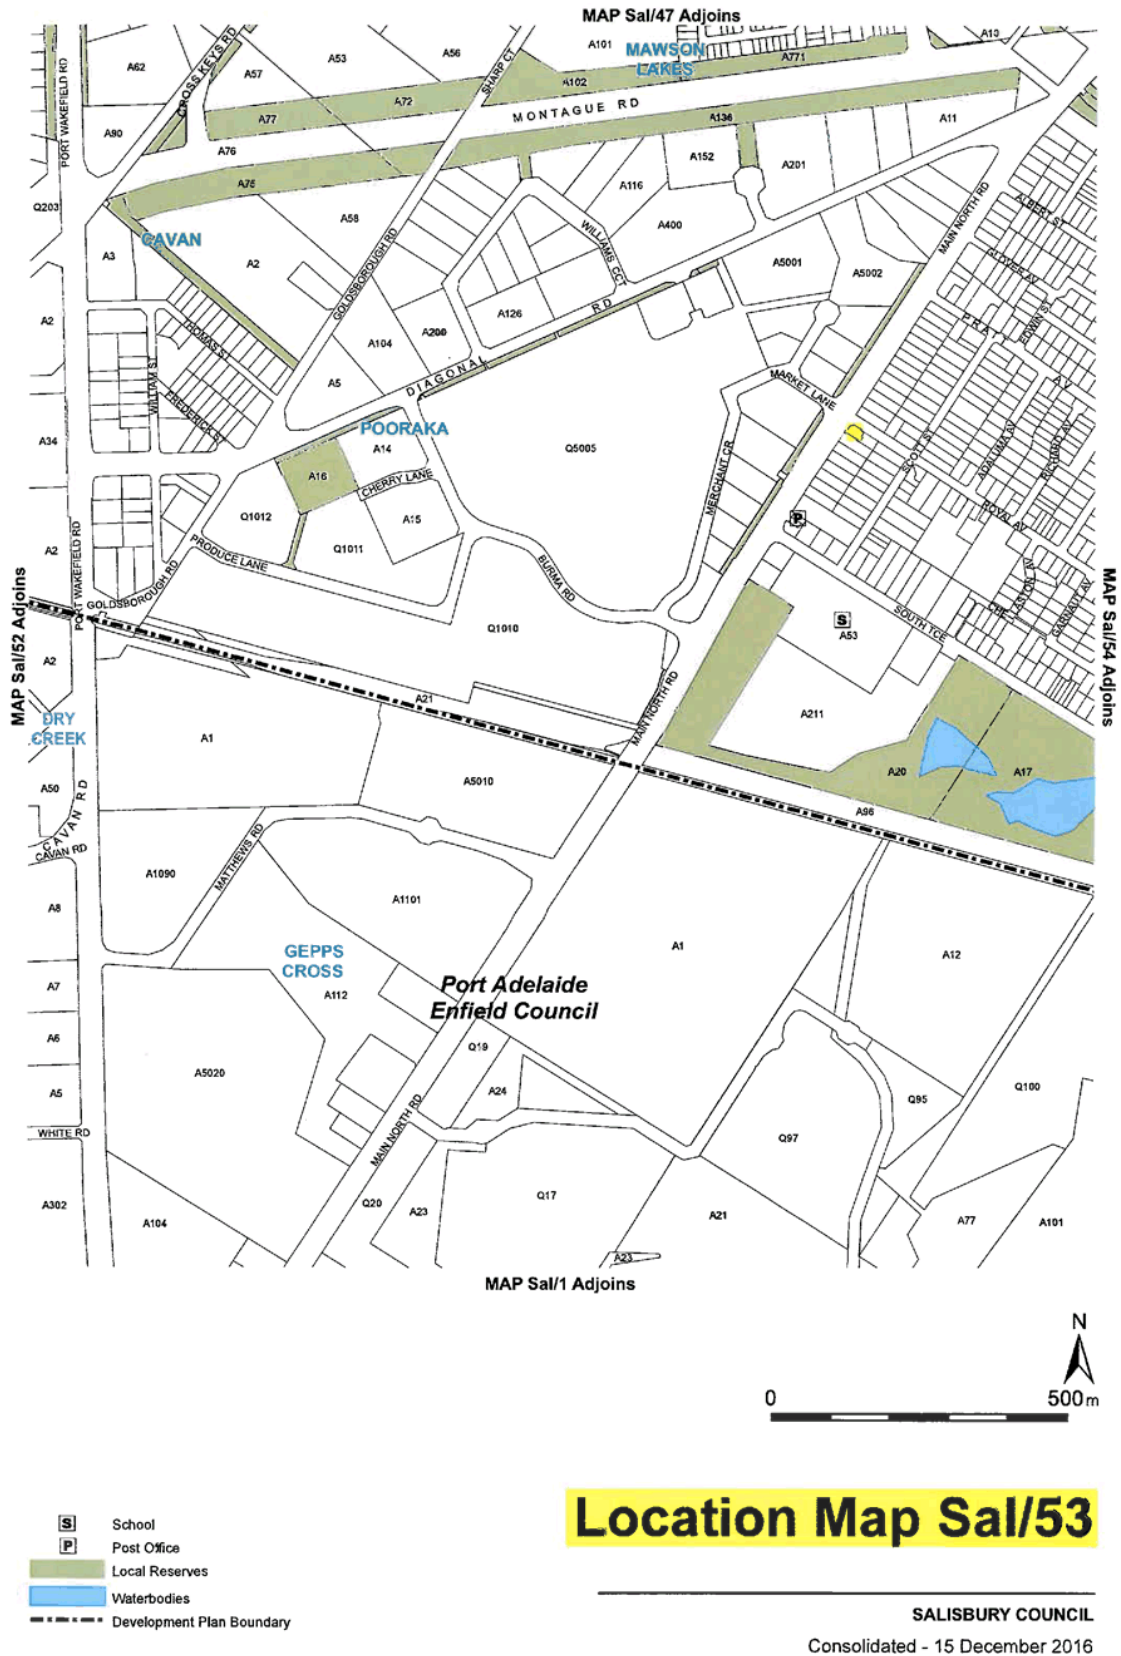 MAP Sal/47 Adjoins
A13
A101
MAWSON
LAKES
A771
A56
A53
A62
A57
CROSS KEYS RD
SHARP CT
A102
PORT WAKEFIELD RD
A72
MONTAGUE RD
A77
A136
A11
A90
A76
A152
A201
A75
A116
Q203
A58
A400
MAIN NORTH RD
ALBERT ST
CAVAN
WILLIAMS CCT
GLOVER AV
A3
A2
GOLDSBOROUGH RD
A5001
A5002
EDWIN ST
A2
THOMAS ST
A126
RD
A200
A104
DIAGONAL
AV
WILLIAM ST
A5
MARKET LANE
FREDERICK ST
POORAKA
A34
A14
Q5005
SCOTT ST
ADALUMA AV
RICHARD AV
A16
CHERRY LANE
MERCHANT CR
Q1012
A15
P
ROYAL AV
A2
PORT WAKEFIELD RD
PRODUCE LANE
Q1011
BURMA RD
ASTON AV
GARNAUT AV
MAP Sal/52 Adjoins
MAP Sal/54 Adjoins
GOLDSBOROUGH RD
CHE
SOUTH TCE
S
A53
Q1010
A2
A21
MAIN NORTH RD
A211
DRY
CREEK
A1
A20
A17
A5010
A50
A96
CAVAN RD
CAVAN RD
MATTHEWS RD
A1090
A1101
A8
A1
A12
GEPPS
CROSS
A7
A112
Port Adelaide
Enfield Council
A6
Q19
A5020
A24
Q100
A5
Q95
WHITE RD
MAIN NORTH RD
Q97
A302
Q20
A23
Q17
A21
A77
A101
A104
A23
MAP Sal/1 Adjoins
N
0
500m
Location Map Sal/53
S School
P Post Office
Local Reserves
Waterbodies
Development Plan Boundary
SALISBURY COUNCIL
Consolidated - 15 December 2016